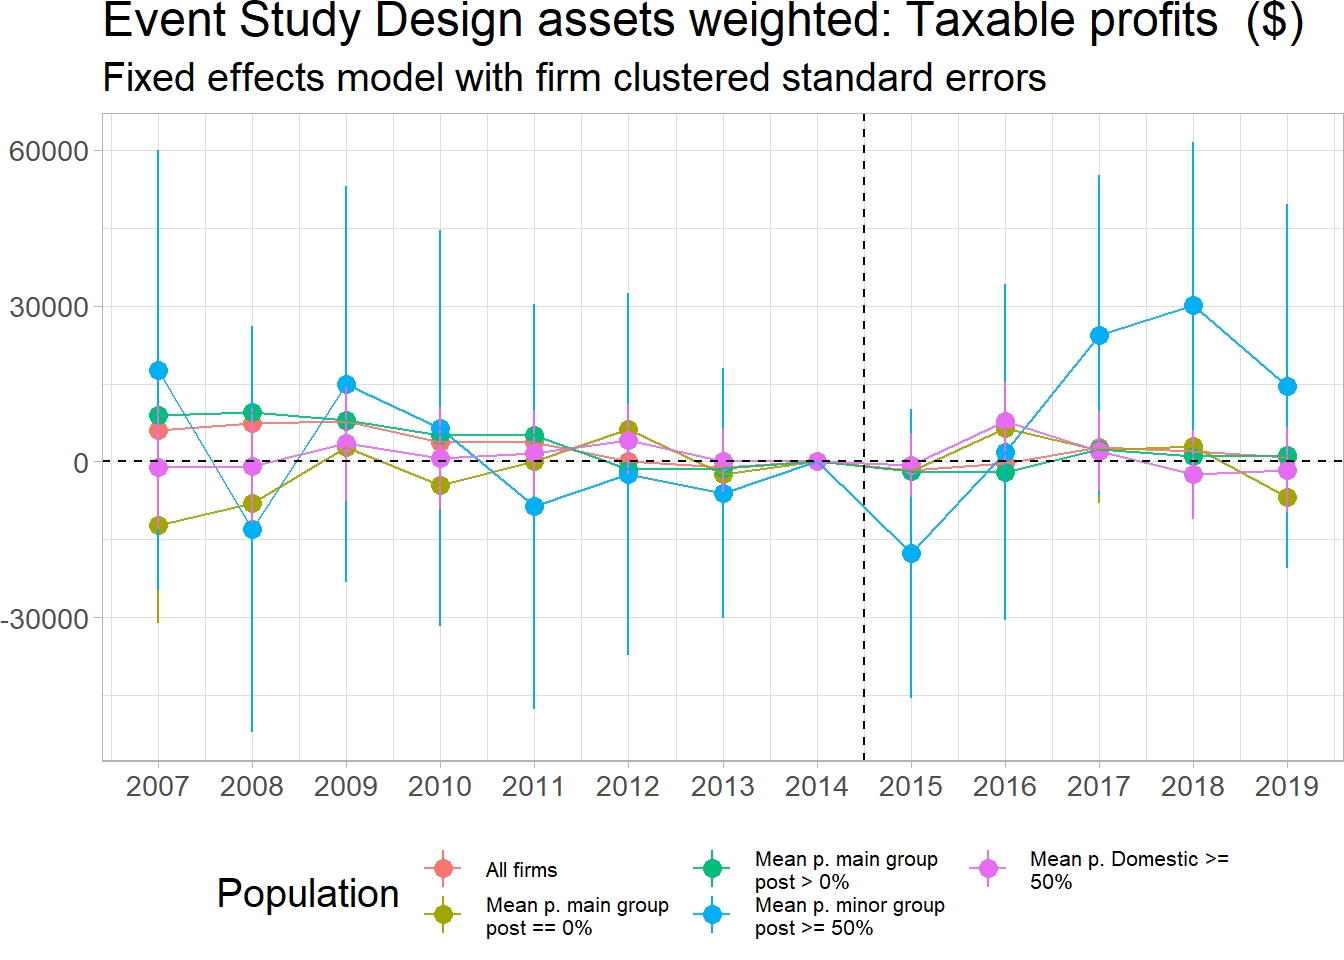 Event Study Design assets weighted: Taxable profits  ($)
Fixed effects model with firm clustered standard errors
60000
30000
0
-30000
2007 2008 2009 2010 2011 2012 2013 2014 2015 2016 2017 2018 2019
Population
All firms
Mean p. main group
post == 0%
Mean p. main group
post > 0%
Mean p. minor group
post >= 50%
Mean p. Domestic >=
50%